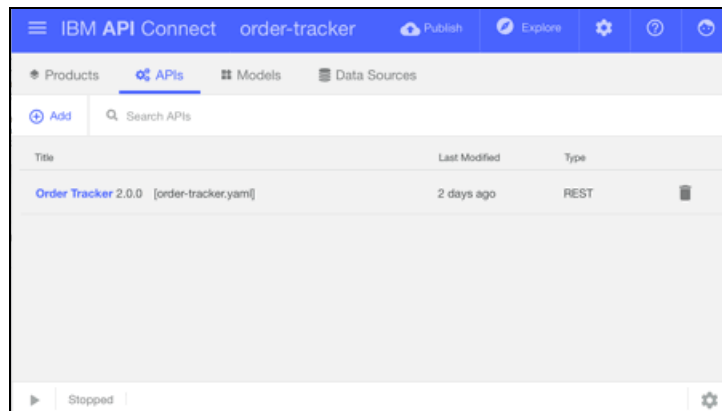 IBM API Connect order-tracker Publish Explore
Products APIs Models Data Sources
Add Search APIs
Title Last Modified Type
Order Tracker 2.0.0 [order-tracker.yaml] 2 days ago REST
Stopped